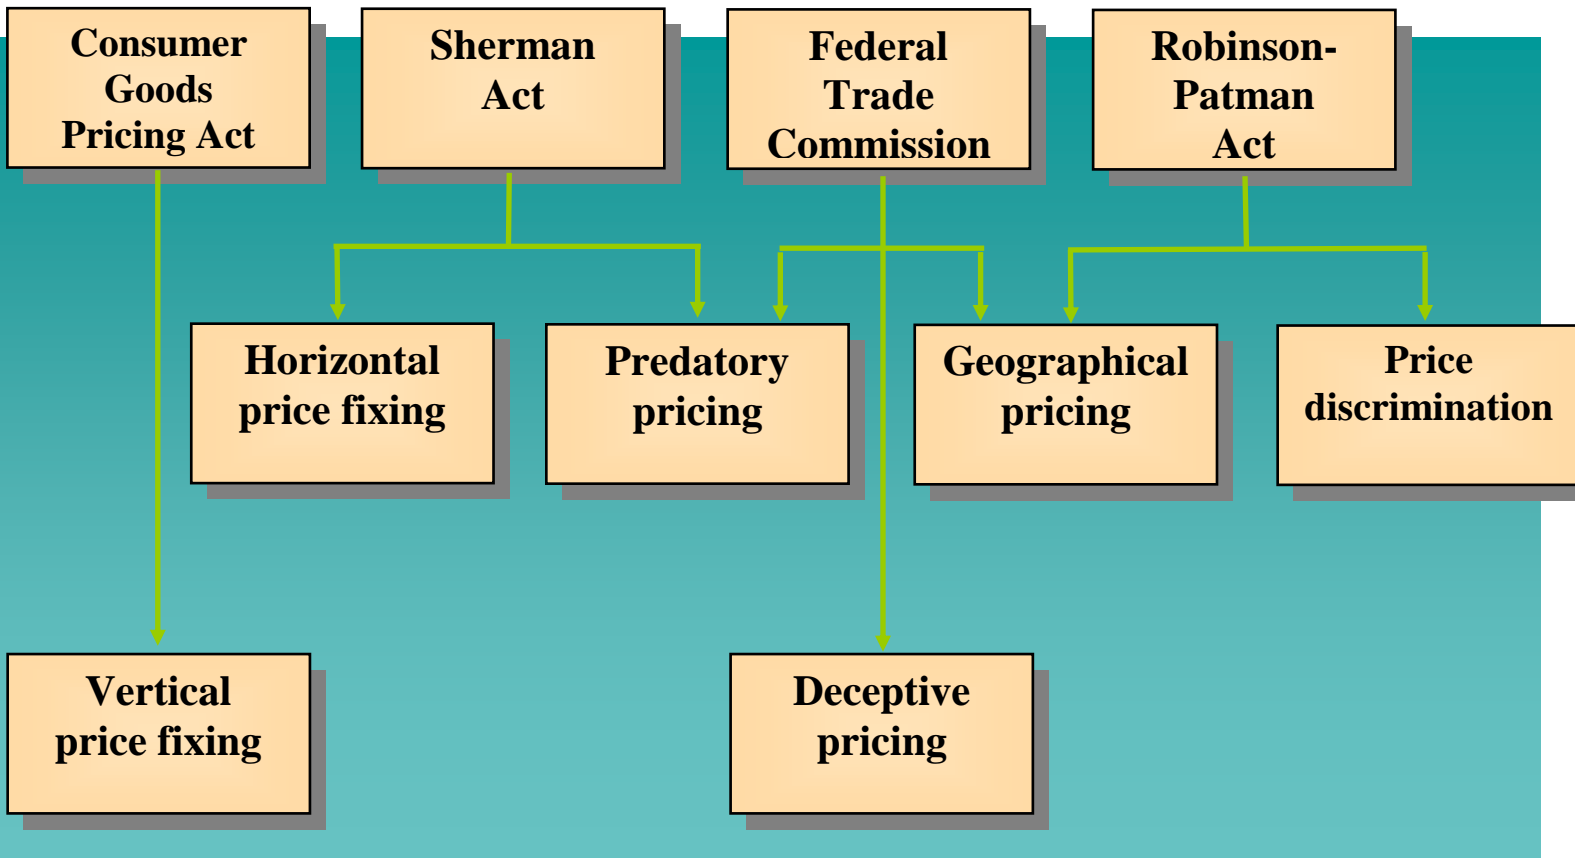 Consumer
Goods
Pricing Act
Sherman
Act
Federal
Trade
Commission
Robinson-
Patman
Act
Horizontal
price fixing
Predatory
pricing
Geographical
pricing
Price
discrimination
Vertical
price fixing
Deceptive
pricing